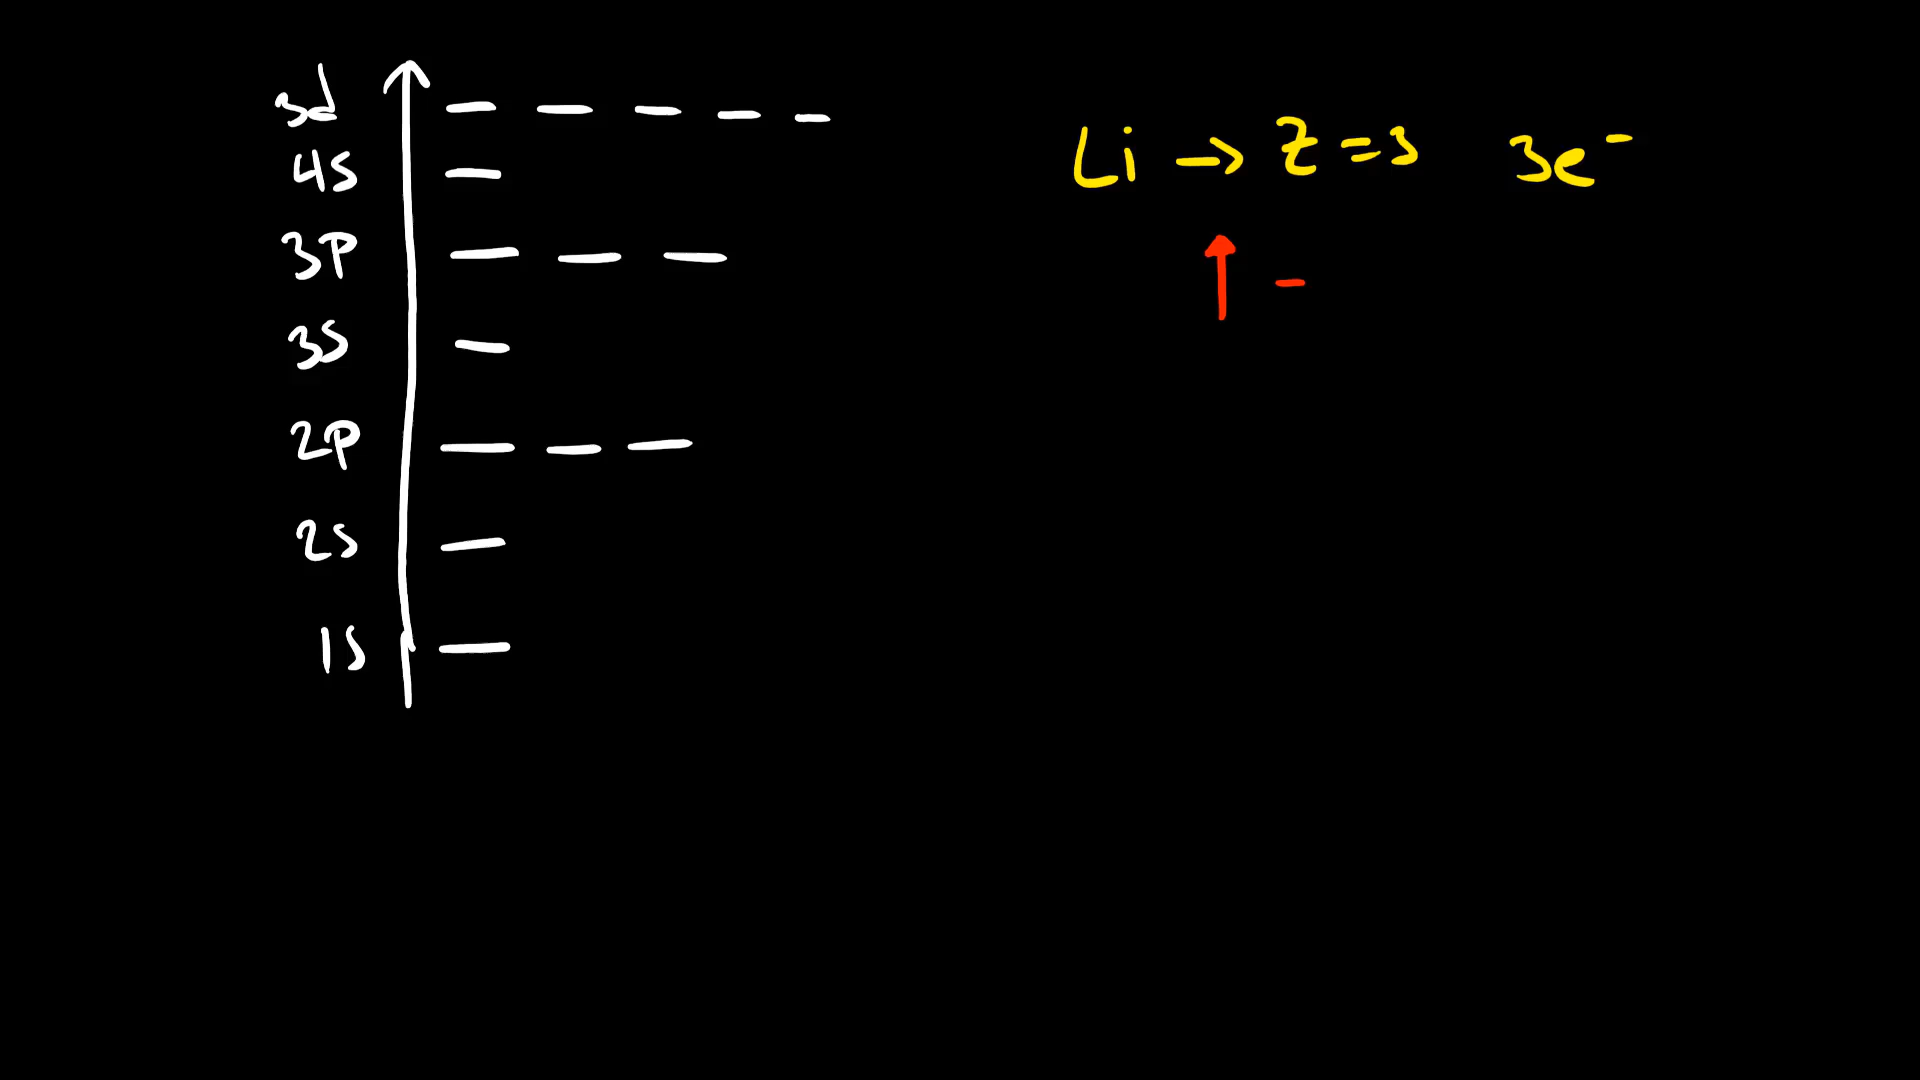 3d
4s
3p
3s
2p
2s
1s
Li → Z = 3 3e⁻
↑ -